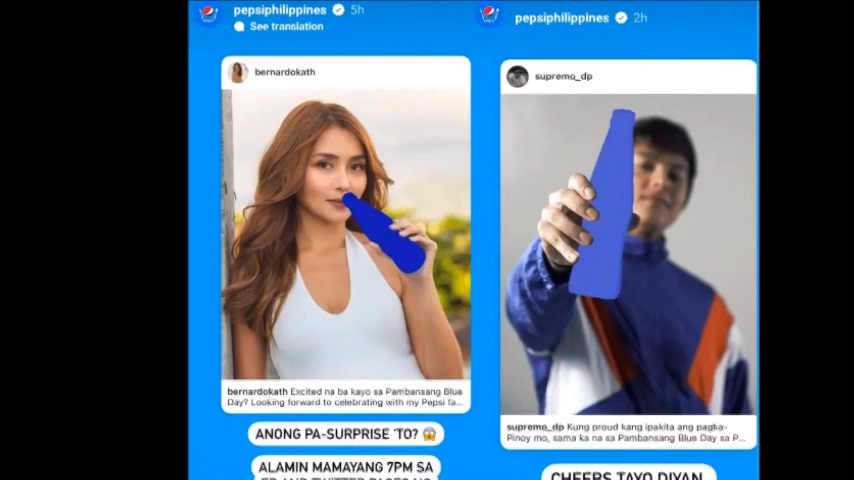 pepsiphilippines 5h
See translation
bernardokath
bernardokath Excited na ba kayo sa Pambansang Blue
Day? Looking forward to celebrating with my Pepsi fa...
ANONG PA-SURPRISE 'TO? 😱
ALAMIN MAMAYANG 7PM SA
pepsiphilippines 2h
supremo_dp
supremo_dp Kung proud kang ipakita ang pagka-
Pinoy mo, sama ka na sa Pambansang Blue Day sa P...
CHEERS TAYO DIYAN